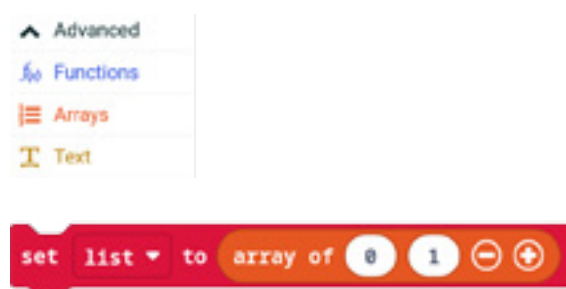 Advanced
Functions
Arrays
Text
set list to array of 0 1